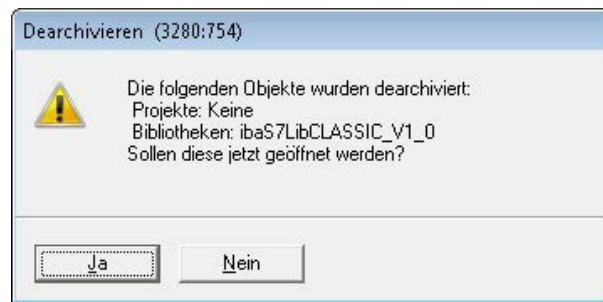 Dearchivieren (3280:754)
Die folgenden Objekte wurden dearchiviert:
Projekte: Keine
Bibliotheken: ibaS7LibCLASSIC_V1_0
Sollen diese jetzt geöffnet werden?
Ja
Nein